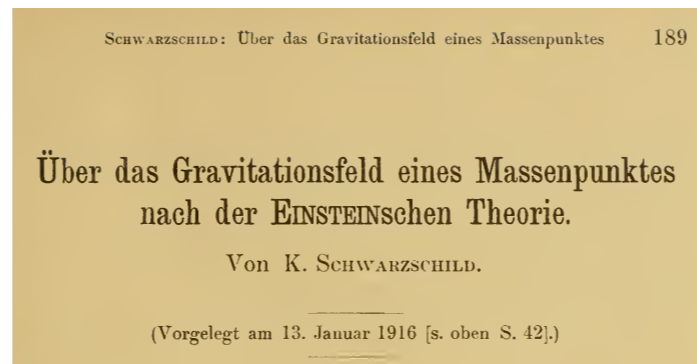 SCHWARZSCHILD: Über das Gravitationsfeld eines Massenpunktes 189
Über das Gravitationsfeld eines Massenpunktes
nach der EINSTEINschen Theorie.
Von K. SCHWARZSCHILD.
(Vorgelegt am 13. Januar 1916 [s. oben S. 42].)